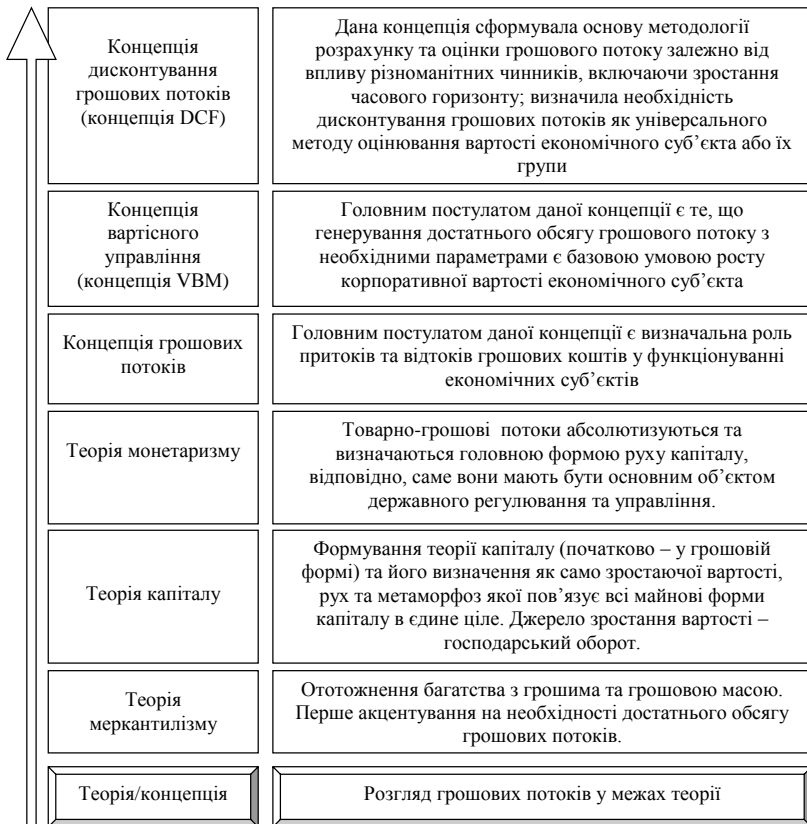 Концепція
дисконтування
грошових потоків
(концепція DCF)
Дана концепція сформувала основу методології
розрахунку та оцінки грошового потоку залежно від
впливу різноманітних чинників, включаючи зростання
часового горизонту; визначила необхідність
дисконтування грошових потоків як універсального
методу оцінювання вартості економічного суб’єкта або їх
групи
Концепція
вартісного
управління
(концепція VBM)
Головним постулатом даної концепції є те, що
генерування достатнього обсягу грошового потоку з
необхідними параметрами є базовою умовою росту
корпоративної вартості економічного суб’єкта
Концепція грошових
потоків
Головним постулатом даної концепції є визначальна роль
притоків та відтоків грошових коштів у функціонуванні
економічних суб’єктів
Теорія монетаризму
Товарно-грошові потоки абсолютизуються та
визначаються головною формою руху капіталу,
відповідно, саме вони мають бути основним об’єктом
державного регулювання та управління.
Теорія капіталу
Формування теорії капіталу (початково – у грошовій
формі) та його визначення як само зростаючої вартості,
рух та метаморфоз якої пов’язує всі майнові форми
капіталу в єдине ціле. Джерело зростання вартості –
господарський оборот.
Теорія
меркантилізму
Ототожнення багатства з грошима та грошовою масою.
Перше акцентування на необхідності достатнього обсягу
грошових потоків.
Теорія/концепція
Розгляд грошових потоків у межах теорії